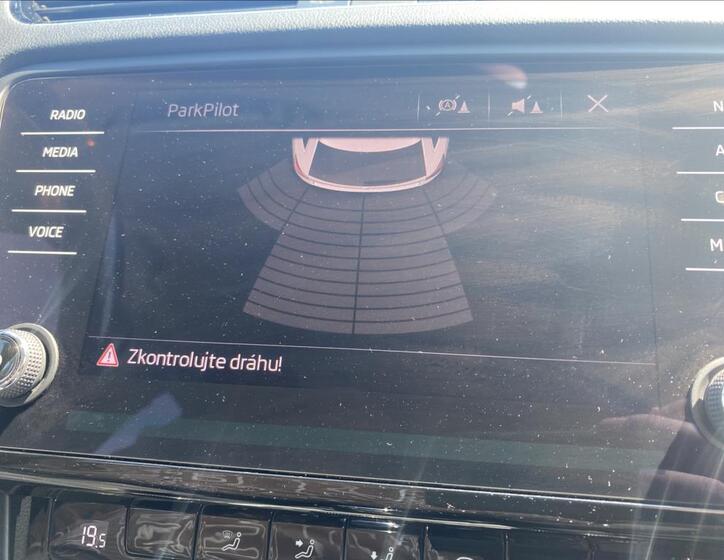 ParkPilot
RADIO
MEDIA
PHONE
VOICE
N
A
M
Zkontrolujte dráhu!
19.5